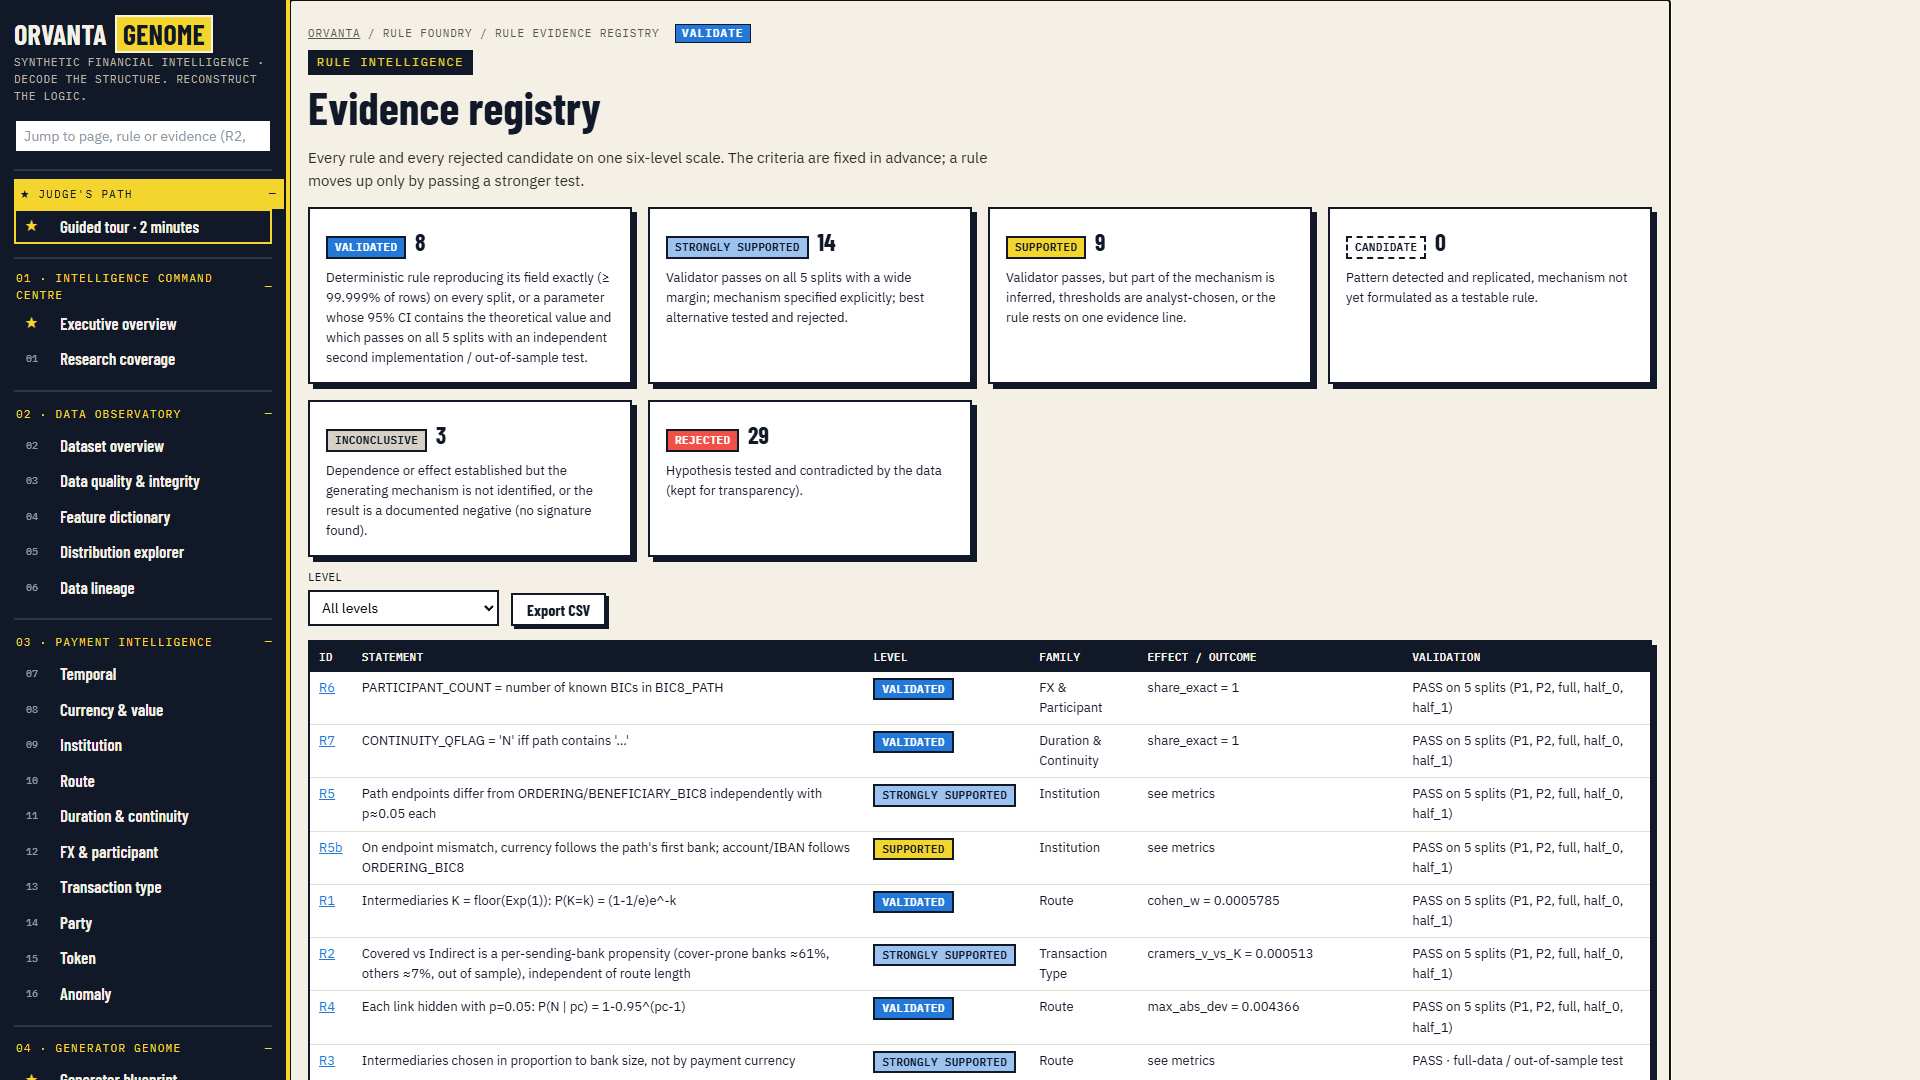 ORVANTA GENOME
SYNTHETIC FINANCIAL INTELLIGENCE ·
DECODE THE STRUCTURE. RECONSTRUCT
THE LOGIC.
Jump to page, rule or evidence (R2,
★ JUDGE'S PATH –
★ Guided tour · 2 minutes
01 · INTELLIGENCE COMMAND
CENTRE –
★ Executive overview
01 Research coverage
02 · DATA OBSERVATORY –
02 Dataset overview
03 Data quality & integrity
04 Feature dictionary
05 Distribution explorer
06 Data lineage
03 · PAYMENT INTELLIGENCE –
07 Temporal
08 Currency & value
09 Institution
10 Route
11 Duration & continuity
12 FX & participant
13 Transaction type
14 Party
15 Token
16 Anomaly
04 · GENERATOR GENOME –
★ Generator blueprint
ORVANTA / RULE FOUNDRY / RULE EVIDENCE REGISTRY VALIDATE
RULE INTELLIGENCE
Evidence registry
Every rule and every rejected candidate on one six-level scale. The criteria are fixed in advance; a rule
moves up only by passing a stronger test.
VALIDATED 8
Deterministic rule reproducing its field exactly (≥
99.999% of rows) on every split, or a parameter
whose 95% CI contains the theoretical value and
which passes on all 5 splits with an independent
second implementation / out-of-sample test.
STRONGLY SUPPORTED 14
Validator passes on all 5 splits with a wide
margin; mechanism specified explicitly; best
alternative tested and rejected.
SUPPORTED 9
Validator passes, but part of the mechanism is
inferred, thresholds are analyst-chosen, or the
rule rests on one evidence line.
CANDIDATE 0
Pattern detected and replicated, mechanism not
yet formulated as a testable rule.
INCONCLUSIVE 3
Dependence or effect established but the
generating mechanism is not identified, or the
result is a documented negative (no signature
found).
REJECTED 29
Hypothesis tested and contradicted by the data
(kept for transparency).
LEVEL
All levels Export CSV
ID STATEMENT LEVEL FAMILY EFFECT / OUTCOME VALIDATION
R6 PARTICIPANT_COUNT = number of known BICs in BIC8_PATH VALIDATED FX & share_exact = 1 PASS on 5 splits (P1, P2, full, half_0,
Participant half_1)
R7 CONTINUITY_QFLAG = 'N' iff path contains '...' VALIDATED Duration & share_exact = 1 PASS on 5 splits (P1, P2, full, half_0,
Continuity half_1)
R5 Path endpoints differ from ORDERING/BENEFICIARY_BIC8 independently with STRONGLY SUPPORTED Institution see metrics PASS on 5 splits (P1, P2, full, half_0,
p≈0.05 each half_1)
R5b On endpoint mismatch, currency follows the path's first bank; account/IBAN follows SUPPORTED Institution see metrics PASS on 5 splits (P1, P2, full, half_0,
ORDERING_BIC8 half_1)
R1 Intermediaries K = floor(Exp(1)): P(K=k) = (1-1/e)e^-k VALIDATED Route cohen_w = 0.0005785 PASS on 5 splits (P1, P2, full, half_0,
half_1)
R2 Covered vs Indirect is a per-sending-bank propensity (cover-prone banks ≈61%, STRONGLY SUPPORTED Transaction cramers_v_vs_K = 0.000513 PASS on 5 splits (P1, P2, full, half_0,
others ≈7%, out of sample), independent of route length Type half_1)
R4 Each link hidden with p=0.05: P(N | pc) = 1-0.95^(pc-1) VALIDATED Route max_abs_dev = 0.004366 PASS on 5 splits (P1, P2, full, half_0,
half_1)
R3 Intermediaries chosen in proportion to bank size, not by payment currency STRONGLY SUPPORTED Route see metrics PASS · full-data / out-of-sample test